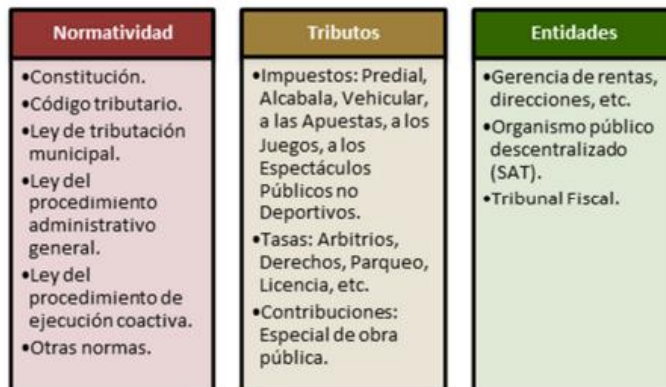 Normatividad
•Constitución.
•Código tributario.
•Ley de tributación
municipal.
•Ley del
procedimiento
administrativo
general.
•Ley del
procedimiento de
ejecución coactiva.
•Otras normas.
Tributos
•Impuestos: Predial,
Alcabala, Vehicular,
a las Apuestas, a los
Juegos, a los
Espectáculos
Públicos no
Deportivos.
•Tasas: Arbitrios,
Derechos, Parqueo,
Licencia, etc.
•Contribuciones:
Especial de obra
pública.
Entidades
•Gerencia de rentas,
direcciones, etc.
•Organismo público
descentralizado
(SAT).
•Tribunal Fiscal.